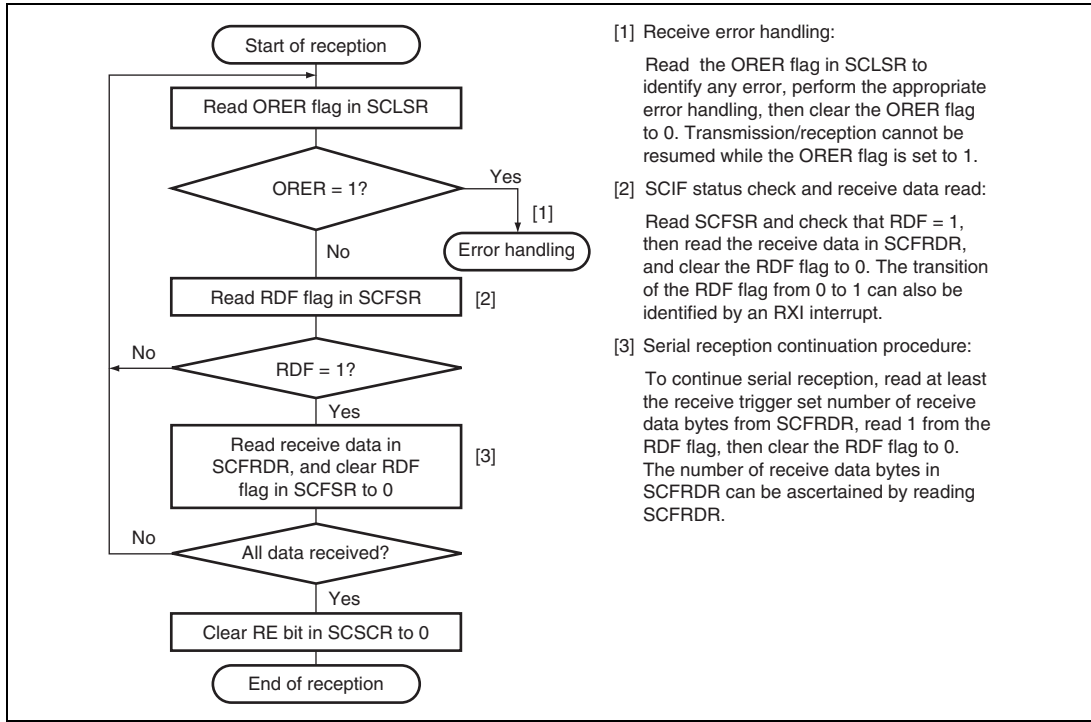 Start of reception
Read ORER flag in SCLSR
ORER = 1?
Yes
[1]
Error handling
No
Read RDF flag in SCFSR
[2]
No
RDF = 1?
Yes
Read receive data in
SCFRDR, and clear RDF
flag in SCFSR to 0
[3]
No
All data received?
Yes
Clear RE bit in SCSCR to 0
End of reception
[1] Receive error handling:
Read the ORER flag in SCLSR to
identify any error, perform the appropriate
error handling, then clear the ORER flag
to 0. Transmission/reception cannot be
resumed while the ORER flag is set to 1.
[2] SCIF status check and receive data read:
Read SCFSR and check that RDF = 1,
then read the receive data in SCFRDR,
and clear the RDF flag to 0. The transition
of the RDF flag from 0 to 1 can also be
identified by an RXI interrupt.
[3] Serial reception continuation procedure:
To continue serial reception, read at least
the receive trigger set number of receive
data bytes from SCFRDR, read 1 from the
RDF flag, then clear the RDF flag to 0.
The number of receive data bytes in
SCFRDR can be ascertained by reading
SCFRDR.